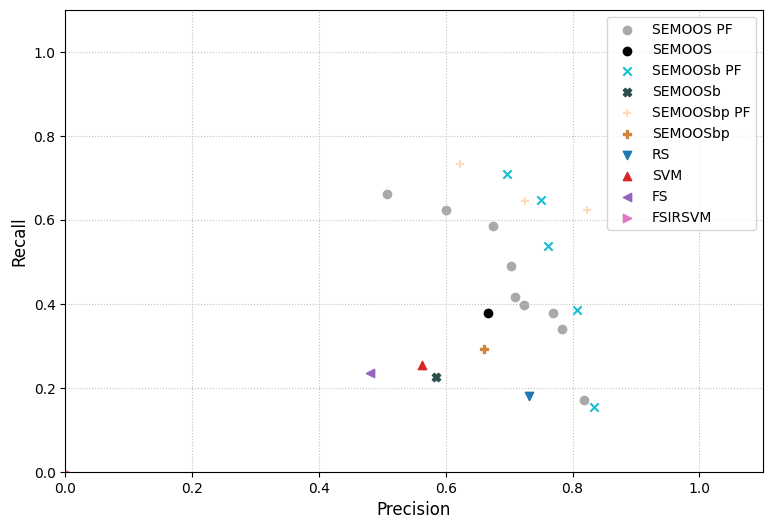 1.0
0.8
0.6
0.4
0.2
0.0
Recall
0.0 0.2 0.4 0.6 0.8 1.0
Precision
SEMOOS PF
SEMOOS
SEMOOSb PF
SEMOOSb
SEMOOSbp PF
SEMOOSbp
RS
SVM
FS
FSIRSVM